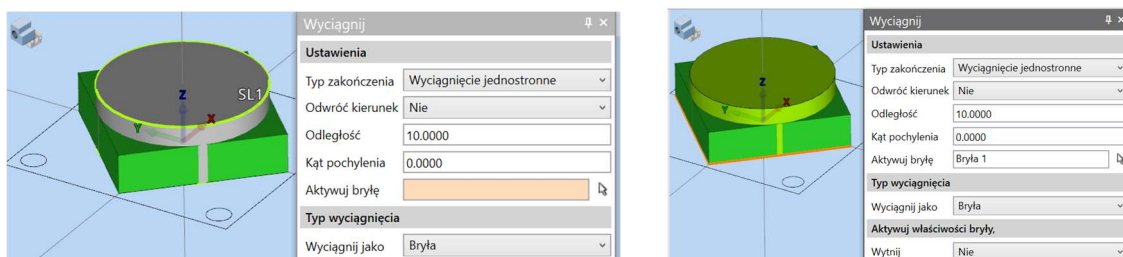 Wyciągnij
Ustawienia
Typ zakończenia Wyciągnięcie jednostronne
Odwróć kierunek Nie
Odległość 10.0000
Kąt pochylenia 0.0000
Aktywuj bryłę
Typ wyciągnięcia
Wyciągnij jako Bryła
SL1
Z
X
Y
Wyciągnij
Ustawienia
Typ zakończenia Wyciągnięcie jednostronne
Odwróć kierunek Nie
Odległość 10.0000
Kąt pochylenia 0.0000
Aktywuj bryłę Bryła 1
Typ wyciągnięcia
Wyciągnij jako Bryła
Aktywuj właściwości bryły,
Wytnij Nie
Z
X
Y